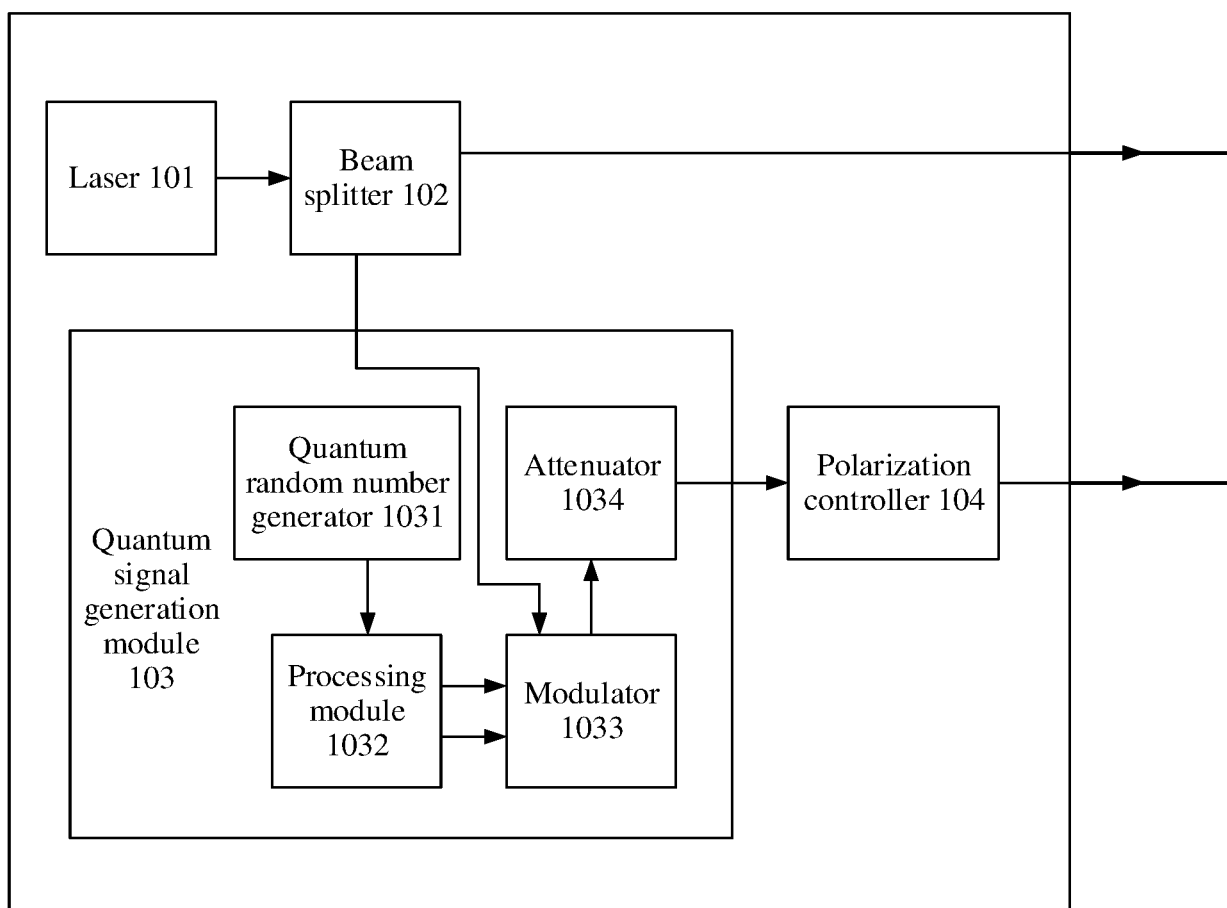 Laser 101
Beam
splitter 102
Quantum
random number
generator 1031
Attenuator
1034
Polarization
controller 104
Quantum
signal
generation
module
103
Processing
module
1032
Modulator
1033